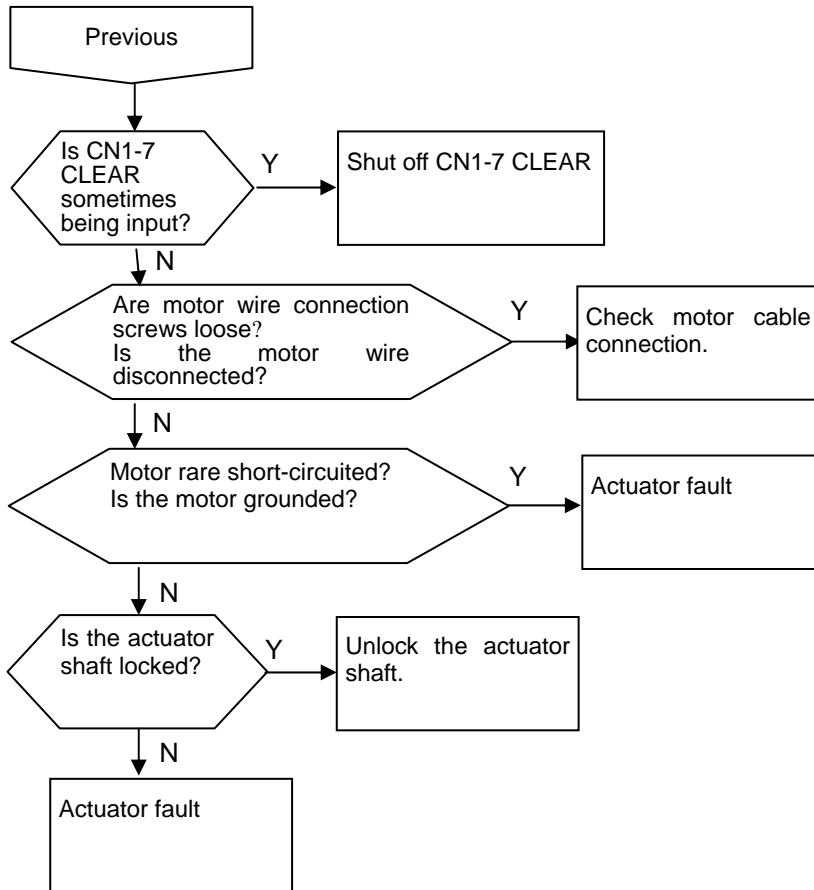 Previous
Is CN1-7
CLEAR
sometimes
being input?
Y
Shut off CN1-7 CLEAR
N
Are motor wire connection
screws loose?
Is the motor wire
disconnected?
Y
Check motor cable
connection.
N
Motor rare short-circuited?
Is the motor grounded?
Y
Actuator fault
N
Is the actuator
shaft locked?
Y
Unlock the actuator
shaft.
N
Actuator fault